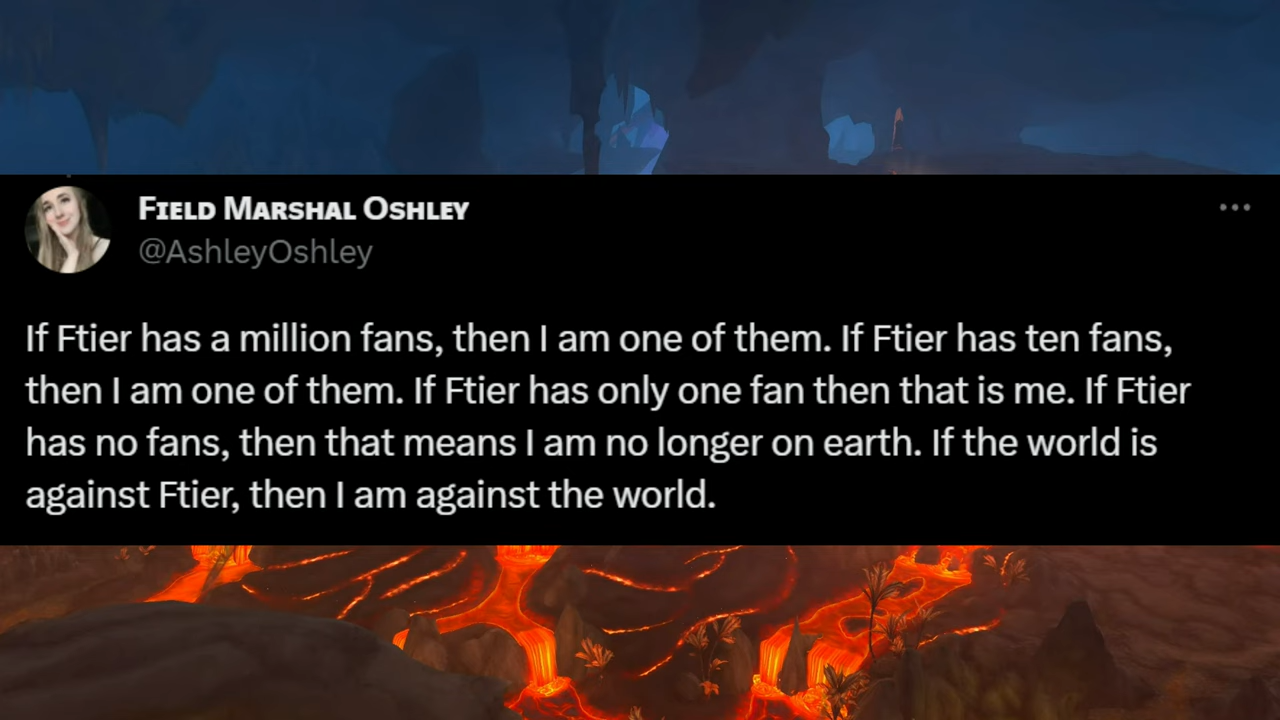 Field Marshal Oshley
@AshleyOshley
If Ftier has a million fans, then I am one of them. If Ftier has ten fans,
then I am one of them. If Ftier has only one fan then that is me. If Ftier
has no fans, then that means I am no longer on earth. If the world is
against Ftier, then I am against the world.